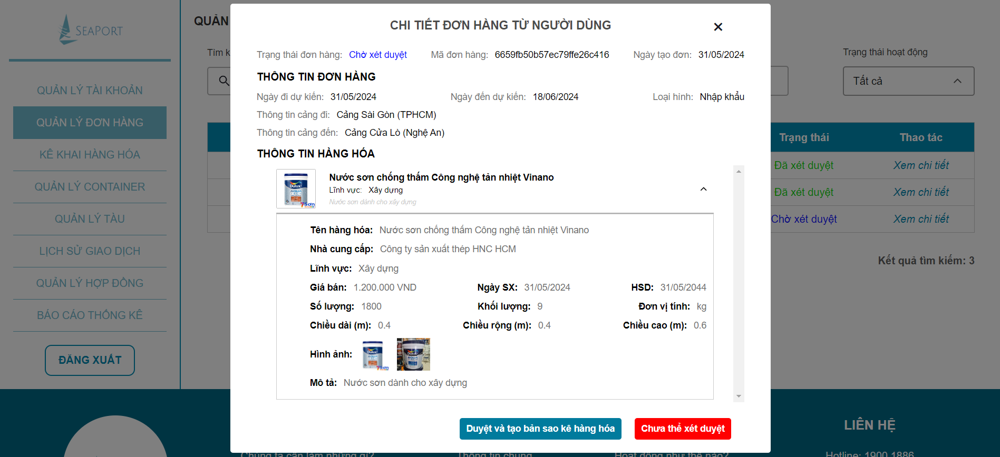 SEAPORT
QUẢN LÝ TÀI KHOẢN
QUẢN LÝ ĐƠN HÀNG
KÊ KHAI HÀNG HÓA
QUẢN LÝ CONTAINER
QUẢN LÝ TÀU
LỊCH SỬ GIAO DỊCH
QUẢN LÝ HỢP ĐỒNG
BÁO CÁO THỐNG KÊ
ĐĂNG XUẤT
QUẢN
Tìm k
Trạng thái hoạt động
Tất cả
Trạng thái Thao tác
Đã xét duyệt Xem chi tiết
Đã xét duyệt Xem chi tiết
Chờ xét duyệt Xem chi tiết
Kết quả tìm kiếm: 3
CHI TIẾT ĐƠN HÀNG TỪ NGƯỜI DÙNG
Trạng thái đơn hàng: Chờ xét duyệt Mã đơn hàng: 6659fb50b57ec79ffe26c416 Ngày tạo đơn: 31/05/2024
THÔNG TIN ĐƠN HÀNG
Ngày đi dự kiến: 31/05/2024 Ngày đến dự kiến: 18/06/2024 Loại hình: Nhập khẩu
Thông tin cảng đi: Cảng Sài Gòn (TPHCM)
Thông tin cảng đến: Cảng Cửa Lò (Nghệ An)
THÔNG TIN HÀNG HÓA
Dulux
AQUA
7Sơn
Nước sơn chống thấm Công nghệ tản nhiệt Vinano
Lĩnh vực: Xây dựng
Nước sơn dành cho xây dựng
Tên hàng hóa: Nước sơn chống thấm Công nghệ tản nhiệt Vinano
Nhà cung cấp: Công ty sản xuất thép HNC HCM
Lĩnh vực: Xây dựng
Giá bán: 1.200.000 VND Ngày SX: 31/05/2024 HSD: 31/05/2044
Số lượng: 1800 Khối lượng: 9 Đơn vị tính: kg
Chiều dài (m): 0.4 Chiều rộng (m): 0.4 Chiều cao (m): 0.6
Hình ảnh:
Dulux
AQUA
7Sơn
Dulux
AQUA
Mô tả: Nước sơn dành cho xây dựng
Duyệt và tạo bản sao kê hàng hóa Chưa thể xét duyệt
LIÊN HỆ
Chúng ta cần làm những gì? Thông tin chung Hoạt động như thế nào? Hotline: 1900 1886